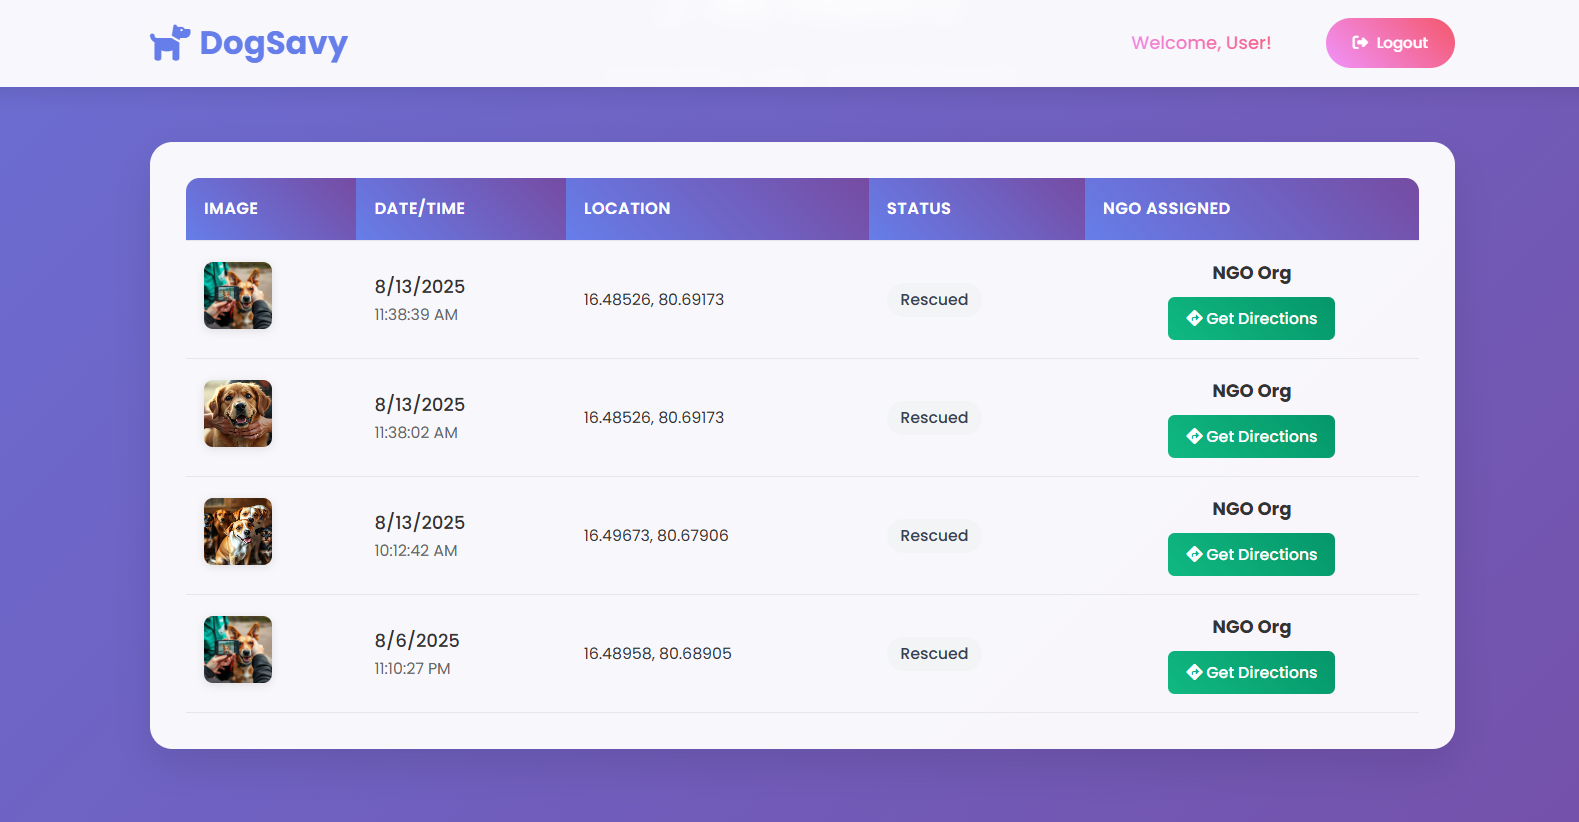 DogSavy
Welcome, User!
Logout
IMAGE DATE/TIME LOCATION STATUS NGO ASSIGNED
8/13/2025
11:38:39 AM
16.48526, 80.69173
Rescued
NGO Org
Get Directions
8/13/2025
11:38:02 AM
16.48526, 80.69173
Rescued
NGO Org
Get Directions
8/13/2025
10:12:42 AM
16.49673, 80.67906
Rescued
NGO Org
Get Directions
8/6/2025
11:10:27 PM
16.48958, 80.68905
Rescued
NGO Org
Get Directions